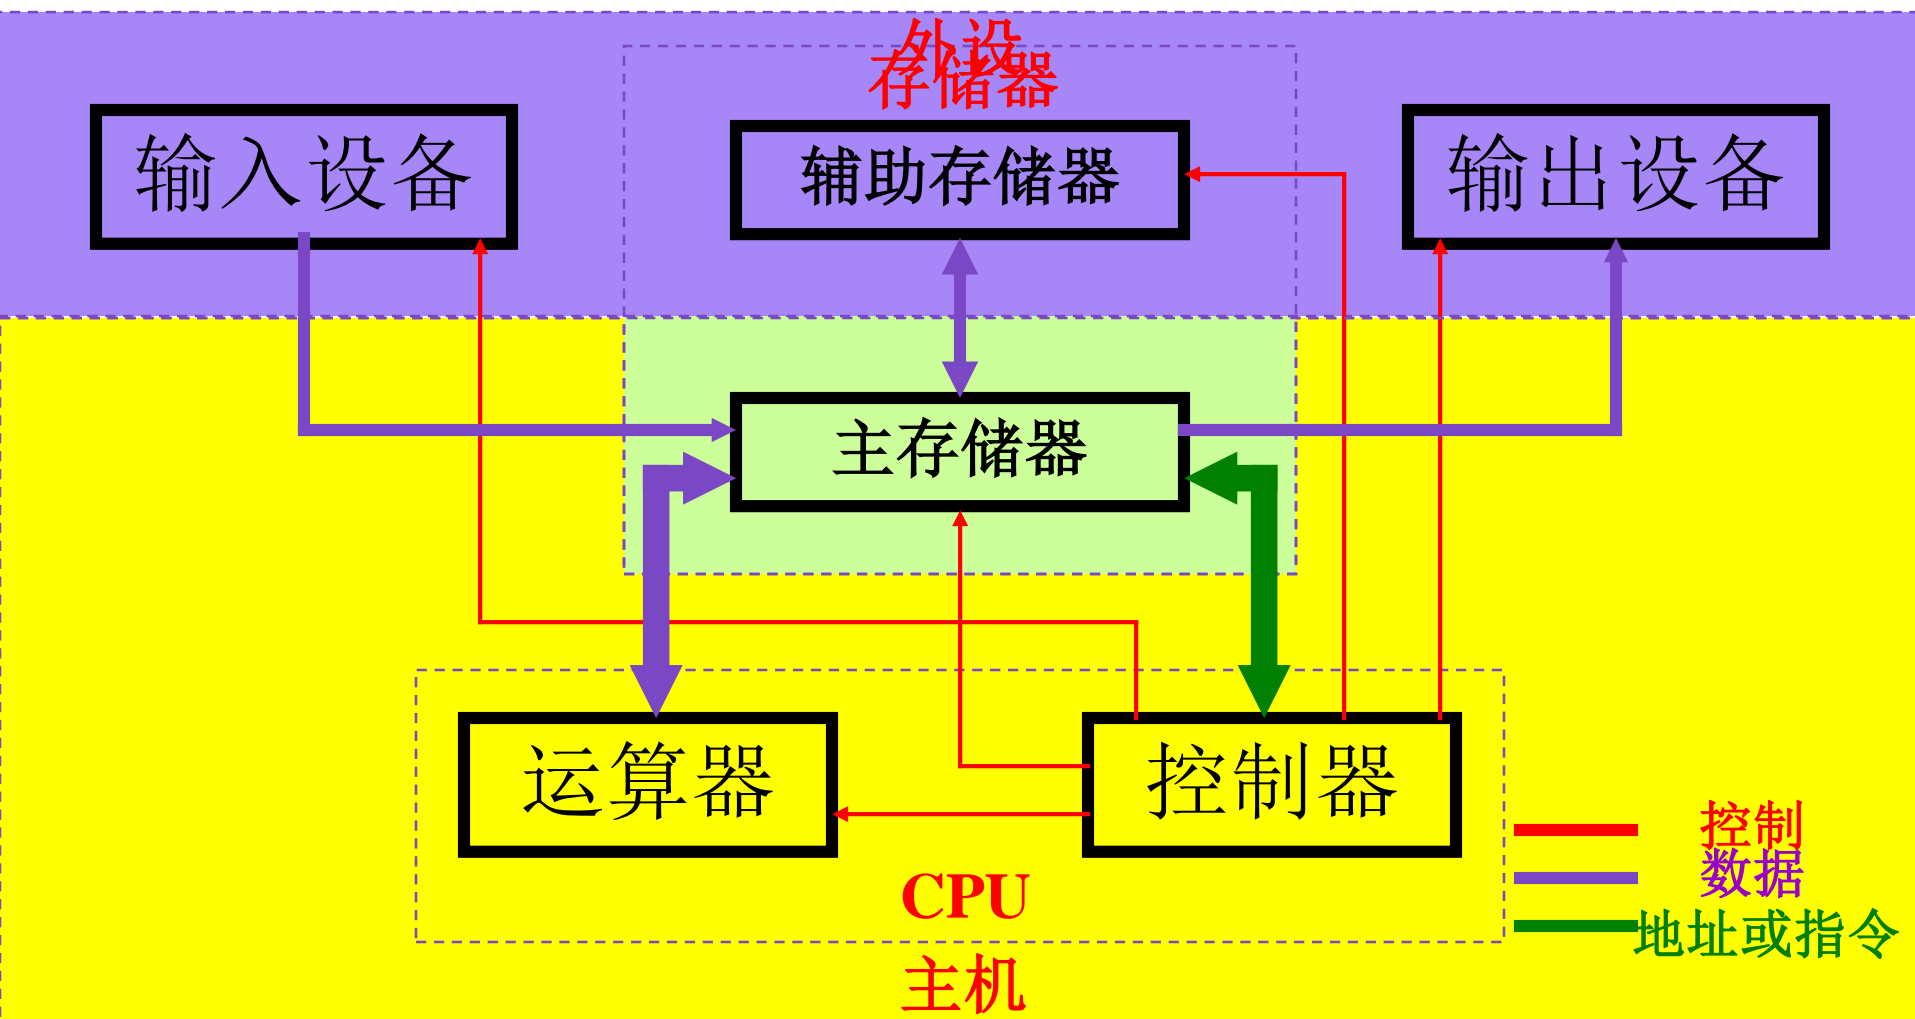 外设
存储器
输入设备
辅助存储器
输出设备
主存储器
运算器
控制器
控制
数据
CPU
地址或指令
主机